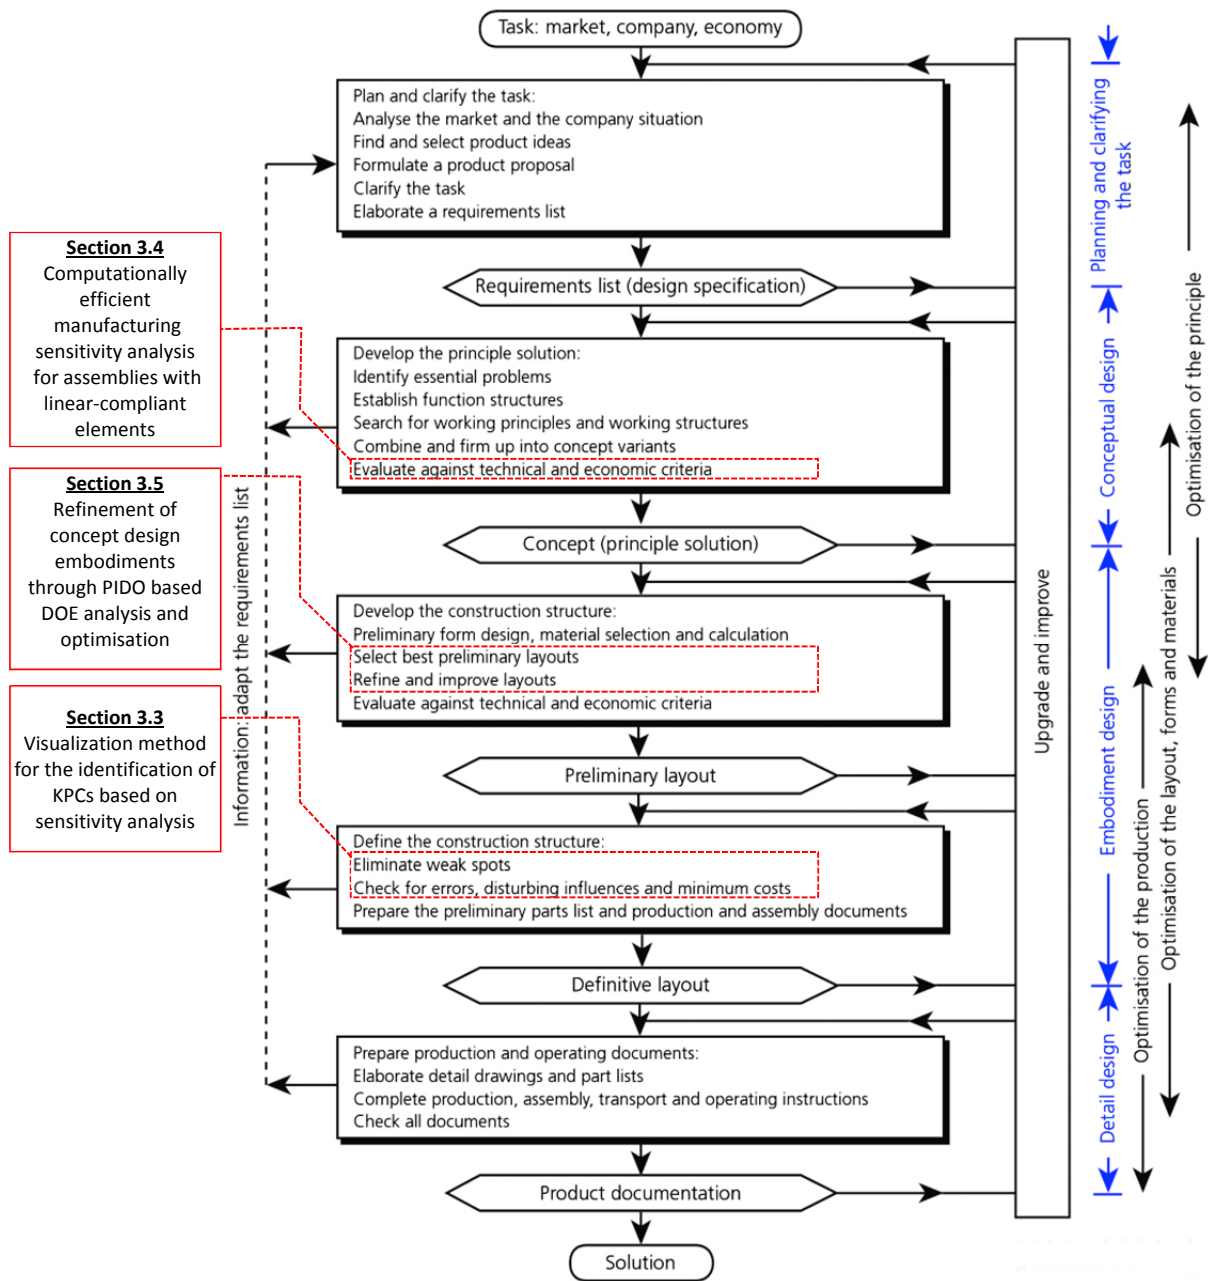 Task: market, company, economy
Plan and clarify the task:
Analyse the market and the company situation
Find and select product ideas
Formulate a product proposal
Clarify the task
Elaborate a requirements list
Requirements list (design specification)
Develop the principle solution:
Identify essential problems
Establish function structures
Search for working principles and working structures
Combine and firm up into concept variants
Evaluate against technical and economic criteria
Concept (principle solution)
Develop the construction structure:
Preliminary form design, material selection and calculation
Select best preliminary layouts
Refine and improve layouts
Evaluate against technical and economic criteria
Preliminary layout
Define the construction structure:
Eliminate weak spots
Check for errors, disturbing influences and minimum costs
Prepare the preliminary parts list and production and assembly documents
Definitive layout
Prepare production and operating documents:
Elaborate detail drawings and part lists
Complete production, assembly, transport and operating instructions
Check all documents
Product documentation
Solution
Section 3.4
Computationally
efficient
manufacturing
sensitivity analysis
for assemblies with
linear-compliant
elements
Section 3.5
Refinement of
concept design
embodiments
through PIDO based
DOE analysis and
optimisation
Section 3.3
Visualization method
for the identification of
KPCs based on
sensitivity analysis
Information: adapt the requirements list
Upgrade and improve
Planning and clarifying
the task
Conceptual design
Embodiment design
Detail design
Optimisation of the production
Optimisation of the layout, forms and materials
Optimisation of the principle